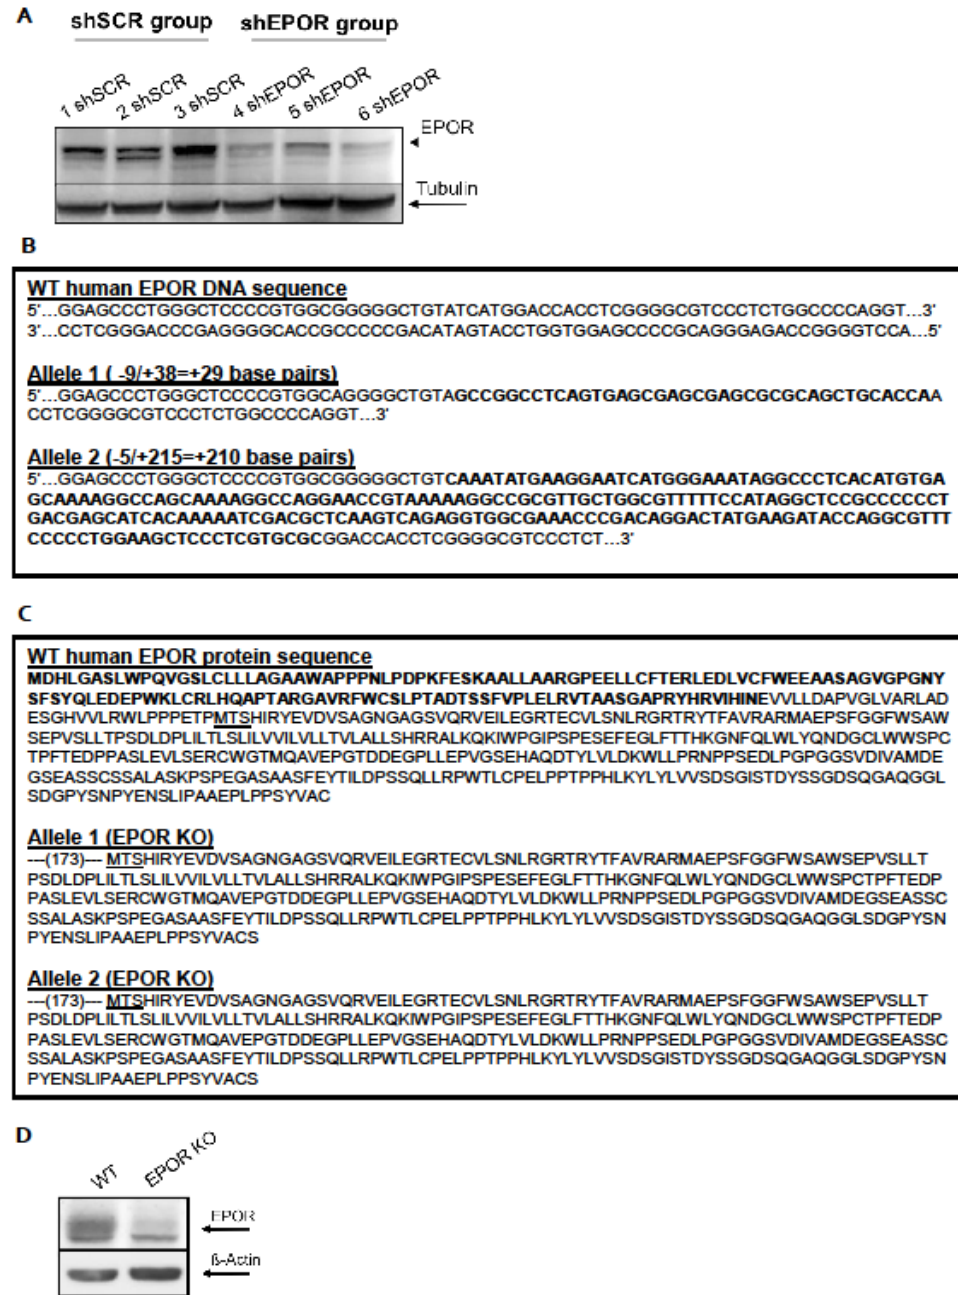 A
shSCR group
shEPOR group
1 shSCR
2 shSCR
3 shSCR
4 shEPOR
5 shEPOR
6 shEPOR
EPOR
Tubulin
B
WT human EPOR DNA sequence
5'...GGAGCCCTGGGCTCCCCGTGGCGGGGGCTGTATCATGGACCACCTCGGGGCGTCCCTCTGGCCCCAGGT...3'
3'...CCTCGGGACCCGAGGGGCACCGCCCCCGACATAGTACCTGGTGGAGCCCCGCAGGGAGACCGGGGTCCA...5'
Allele 1 ( -9/+38=+29 base pairs)
5'...GGAGCCCTGGGCTCCCCGTGGCAGGGGCTGTAGCCGGCCTCAGTGAGCGAGCGAGCGCGCAGCTGCACCAA
CCTCGGGGCGTCCCTCTGGCCCCAGGT...3'
Allele 2 (-5/+215=+210 base pairs)
5'...GGAGCCCTGGGCTCCCCGTGGCGGGGGCTGTCAAATATGAAGGAATCATGGGAAATAGGCCCTCACATGTGA
GCAAAAGGCCAGCAAAAGGCCAGGAACCGTAAAAAGGCCGCGTTGCTGGCGTTTTTCCATAGGCTCCGCCCCCCT
GACGAGCATCACAAAAATCGACGCTCAAGTCAGAGGTGGCGAAACCCGACAGGACTATGAAGATACCAGGCGTTT
CCCCCTGGAAGCTCCCTCGTGCGCGGACCACCTCGGGGCGTCCCTCT...3'
C
WT human EPOR protein sequence
MDHLGASLWPQVGSLCLLLAGAAWAPPPNLPDPKFESKAALLAARGPEELLCFTERLEDLVCFWEEAASAGVGPGNY
SFSYQLEDEPWKLCRLHQAPTARGAVRFWCSLPTADTSSFVPLELRVTAASGAPRYHRVIHINEVVLLDAPVGLVARLAD
ESGHVVLRWLPPPETPMTSHIRYEVDVSAGNGAGSVQRVEILEGRTECVLSNLRGRTRYTFAVRARMAEPSFGGFWSAW
SEPVSLLTPSDLDPLILTLSLILVVILVLLTVLALLSHRRALKQKIWPGIPSPESEFEGLFTTHKGNFQLWLYQNDGCLWWSPC
TPFTEDPPASLEVLSERCWGTMQAVEPGTDDEGPLLEPVGSEHAQDTYLVLDKWLLPRNPPSEDLPGPGGSVDIVAMDE
GSEASSCSSALASKPSPEGASAASFEYTILDPSSQLLRPWTLCPELPPTPPHLKYLYLVVSDSGISTDYSSGDSQGAQGGL
SDGPYSNPYENSLIPAAEPLPPSYVAC
Allele 1 (EPOR KO)
---(173)--- MTSHIRYEVDVSAGNGAGSVQRVEILEGRTECVLSNLRGRTRYTFAVRARMAEPSFGGFWSAWSEPVSLLT
PSDLDPLILTLSLILVVILVLLTVLALLSHRRALKQKIWPGIPSPESEFEGLFTTHKGNFQLWLYQNDGCLWWSPCTPFTEDP
PASLEVLSERCWGTMQAVEPGTDDEGPLLEPVGSEHAQDTYLVLDKWLLPRNPPSEDLPGPGGSVDIVAMDEGSEASSC
SSALASKPSPEGASAASFEYTILDPSSQLLRPWTLCPELPPTPPHLKYLYLVVSDSGISTDYSSGDSQGAQGGLSDGPYSN
PYENSLIPAAEPLPPSYVACS
Allele 2 (EPOR KO)
---(173)--- MTSHIRYEVDVSAGNGAGSVQRVEILEGRTECVLSNLRGRTRYTFAVRARMAEPSFGGFWSAWSEPVSLLT
PSDLDPLILTLSLILVVILVLLTVLALLSHRRALKQKIWPGIPSPESEFEGLFTTHKGNFQLWLYQNDGCLWWSPCTPFTEDP
PASLEVLSERCWGTMQAVEPGTDDEGPLLEPVGSEHAQDTYLVLDKWLLPRNPPSEDLPGPGGSVDIVAMDEGSEASSC
SSALASKPSPEGASAASFEYTILDPSSQLLRPWTLCPELPPTPPHLKYLYLVVSDSGISTDYSSGDSQGAQGGLSDGPYSN
PYENSLIPAAEPLPPSYVACS
D
WT
EPOR KO
EPOR
ß-Actin